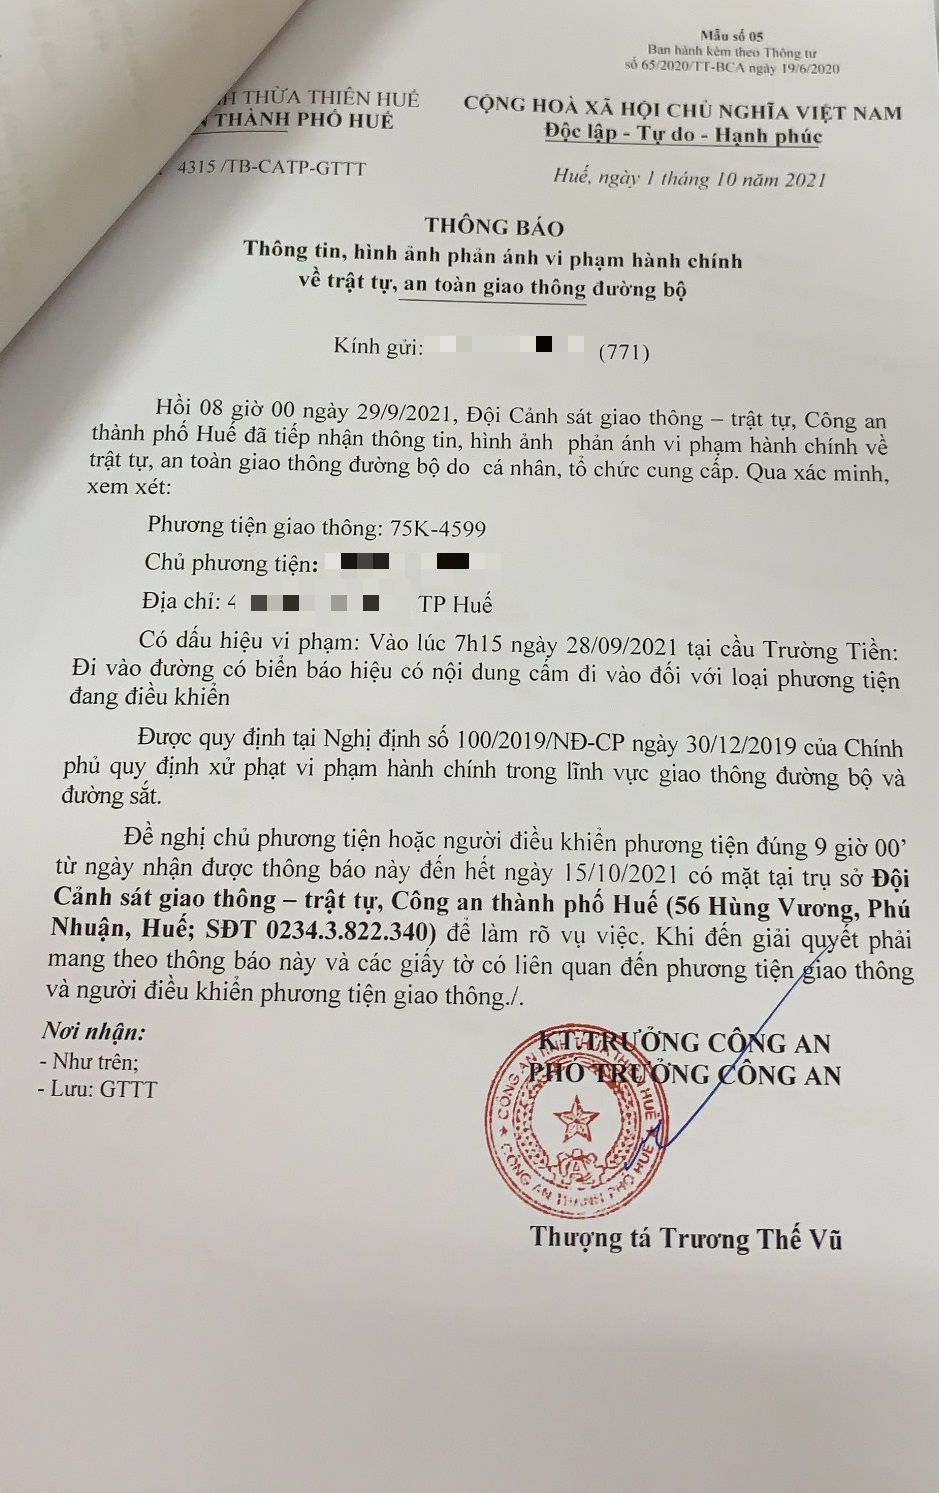 Mẫu số 05
Ban hành kèm theo Thông tư
số 65/2020/TT-BCA ngày 19/6/2020
THỪA THIÊN HUẾ
THÀNH PHỐ HUẾ
CỘNG HOÀ XÃ HỘI CHỦ NGHĨA VIỆT NAM
Độc lập - Tự do - Hạnh phúc
4315 /TB-CATP-GTTT
Huế, ngày 1 tháng 10 năm 2021
THÔNG BÁO
Thông tin, hình ảnh phản ánh vi phạm hành chính
về trật tự, an toàn giao thông đường bộ
Kính gửi: (771)
Hồi 08 giờ 00 ngày 29/9/2021, Đội Cảnh sát giao thông – trật tự, Công an
thành phố Huế đã tiếp nhận thông tin, hình ảnh phản ánh vi phạm hành chính về
trật tự, an toàn giao thông đường bộ do cá nhân, tổ chức cung cấp. Qua xác minh,
xem xét:
Phương tiện giao thông: 75K-4599
Chủ phương tiện:
Địa chỉ: 4 TP Huế
Có dấu hiệu vi phạm: Vào lúc 7h15 ngày 28/09/2021 tại cầu Trường Tiền:
Đi vào đường có biển báo hiệu có nội dung cấm đi vào đối với loại phương tiện
đang điều khiển
Được quy định tại Nghị định số 100/2019/NĐ-CP ngày 30/12/2019 của Chính
phủ quy định xử phạt vi phạm hành chính trong lĩnh vực giao thông đường bộ và
đường sắt.
Đề nghị chủ phương tiện hoặc người điều khiển phương tiện đúng 9 giờ 00’
từ ngày nhận được thông báo này đến hết ngày 15/10/2021 có mặt tại trụ sở Đội
Cảnh sát giao thông – trật tự, Công an thành phố Huế (56 Hùng Vương, Phú
Nhuận, Huế; SĐT 0234.3.822.340) để làm rõ vụ việc. Khi đến giải quyết phải
mang theo thông báo này và các giấy tờ có liên quan đến phương tiện giao thông
và người điều khiển phương tiện giao thông./.
Nơi nhận:
- Như trên;
- Lưu: GTTT
KT.TRƯỞNG CÔNG AN
PHÓ TRƯỞNG CÔNG AN
CÔNG AN TỈNH THỪA THIÊN HUẾ
CÔNG AN THÀNH PHỐ HUẾ
Thượng tá Trương Thế Vũ